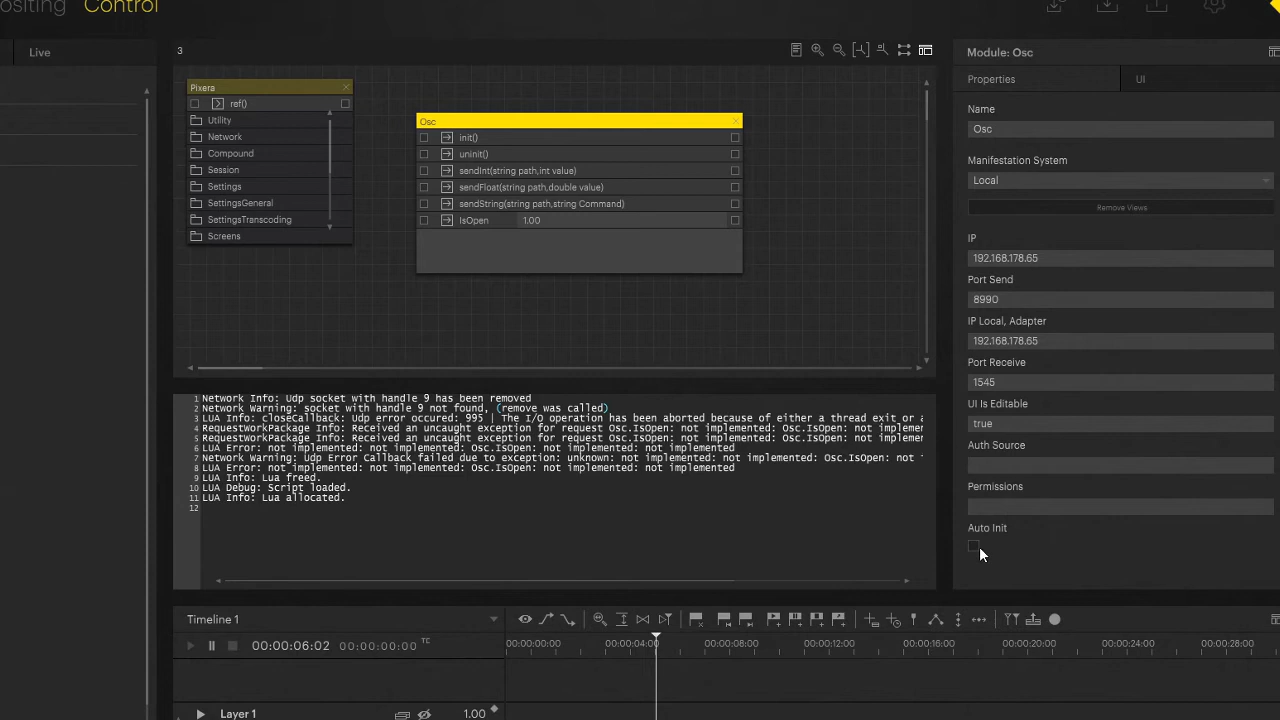 ositing Control
Live
3
Pixera
ref()
Utility
Network
Compound
Session
Settings
SettingsGeneral
SettingsTranscoding
Screens
Osc
init()
uninit()
sendInt(string path,int value)
sendFloat(string path,double value)
sendString(string path,string Command)
IsOpen 1.00
1 Network Info: Udp socket with handle 9 has been removed
2 Network Warning: socket with handle 9 not found, (remove was called)
3 LUA Info: closeCallback: Udp error occured: 995 | The I/O operation has been aborted because of either a thread exit or a
4 RequestWorkPackage Info: Received an uncaught exception for request Osc.IsOpen: not implemented: Osc.IsOpen: not implemen
5 RequestWorkPackage Info: Received an uncaught exception for request Osc.IsOpen: not implemented: Osc.IsOpen: not implemen
6 LUA Error: not implemented: not implemented: Osc.IsOpen: not implemented: not implemented
7 Network Warning: Udp Error Callback failed due to exception: unknown: not implemented: not implemented: Osc.IsOpen: not i
8 LUA Error: not implemented: not implemented: Osc.IsOpen: not implemented: not implemented
9 LUA Info: Lua freed.
10 LUA Debug: Script loaded.
11 LUA Info: Lua allocated.
12
Module: Osc
Properties UI
Name
Osc
Manifestation System
Local
Remove Views
IP
192.168.178.65
Port Send
8990
IP Local, Adapter
192.168.178.65
Port Receive
1545
UI Is Editable
true
Auth Source
Permissions
Auto Init
Timeline 1
00:00:06:02 00:00:00:00 TC
00:00:00:00 00:00:04:00 00:00:08:00 00:00:12:00 00:00:16:00 00:00:20:00 00:00:24:00 00:00:28:00
Layer 1 1.00